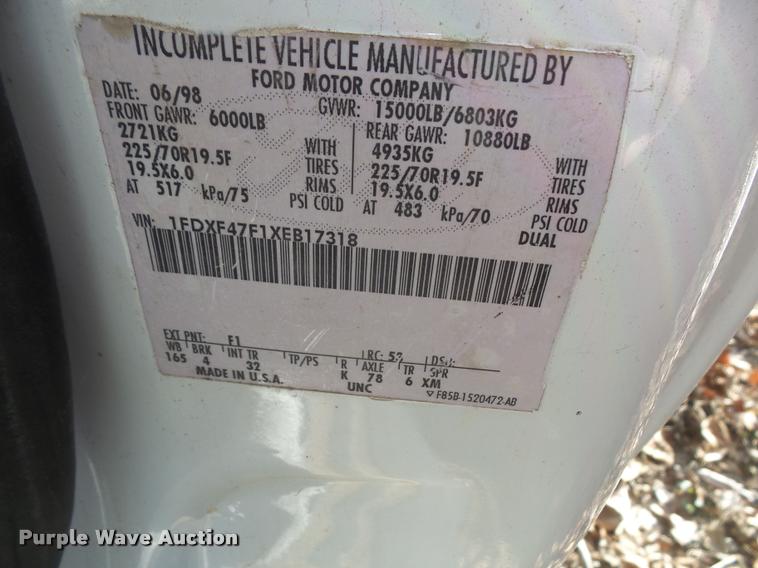 INCOMPLETE VEHICLE MANUFACTURED BY
FORD MOTOR COMPANY
DATE: 06/98 GVWR: 15000LB/6803KG
FRONT GAWR: 6000LB REAR GAWR: 10880LB
2721KG WITH 4935KG WITH
225/70R19.5F TIRES 225/70R19.5F TIRES
19.5X6.0 RIMS 19.5X6.0 RIMS
AT 517 kPa/75 PSI COLD AT 483 kPa/70 PSI COLD
DUAL
VIN: 1FDXF47F1XEB17318
EXT PNT: F1 RC: 53 DSO:
WB BRK INT TR TP/PS R AXLE TR SPR
165 4 32 K 78 6 XM
MADE IN U.S.A. UNC
F85B-1520472-AB
Purple Wave Auction